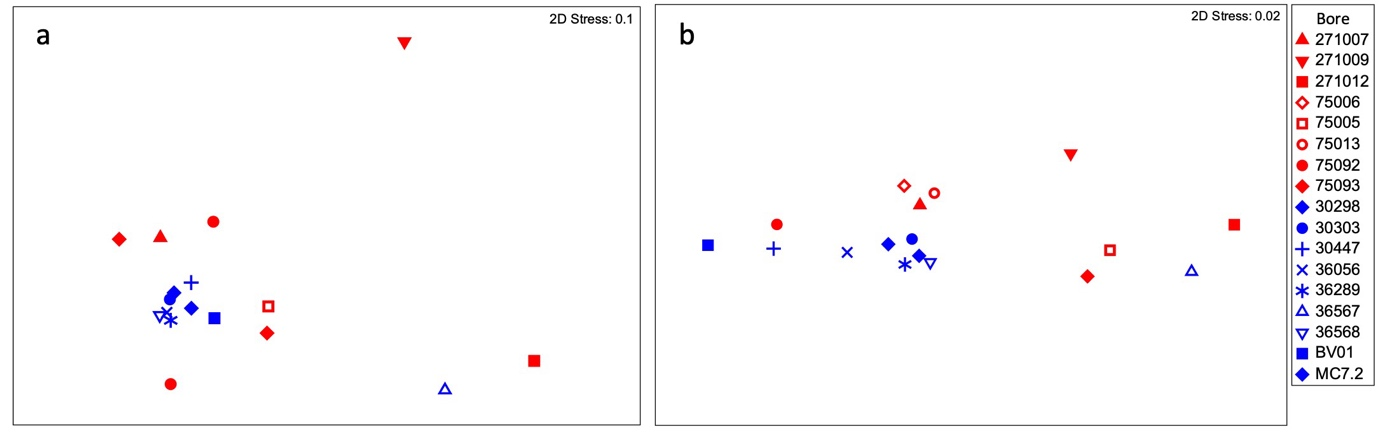 a
2D Stress: 0.1
b
2D Stress: 0.02
Bore
271007
271009
271012
75006
75005
75013
75092
75093
30298
30303
30447
36056
36289
36567
36568
BV01
MC7.2